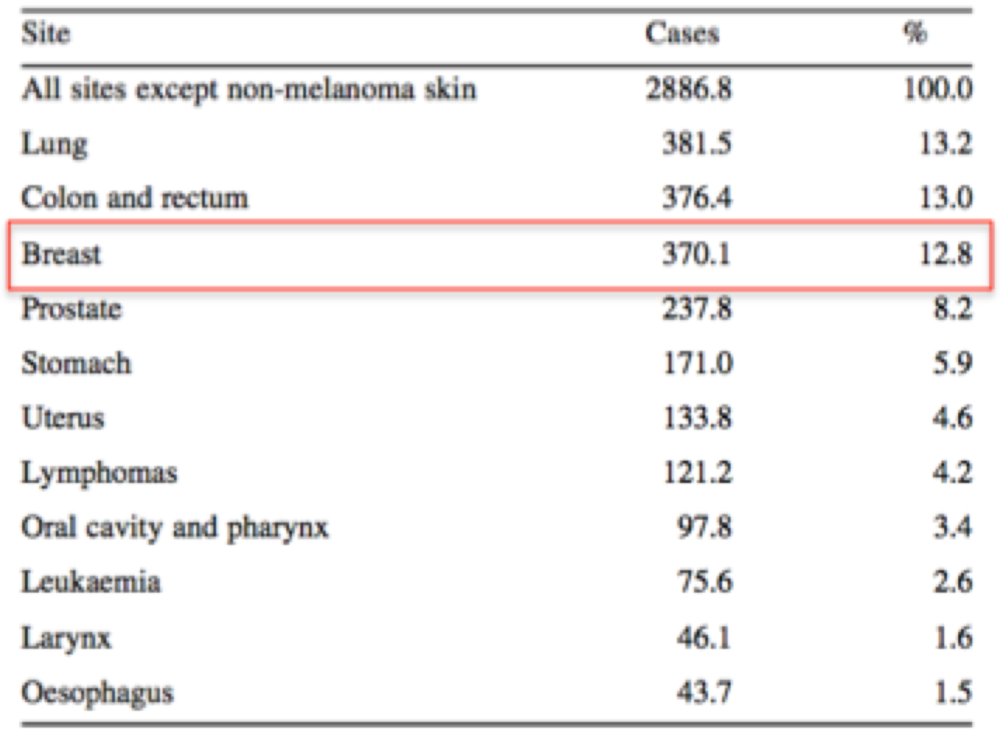 Site Cases %
All sites except non-melanoma skin 2886.8 100.0
Lung 381.5 13.2
Colon and rectum 376.4 13.0
Breast 370.1 12.8
Prostate 237.8 8.2
Stomach 171.0 5.9
Uterus 133.8 4.6
Lymphomas 121.2 4.2
Oral cavity and pharynx 97.8 3.4
Leukaemia 75.6 2.6
Larynx 46.1 1.6
Oesophagus 43.7 1.5